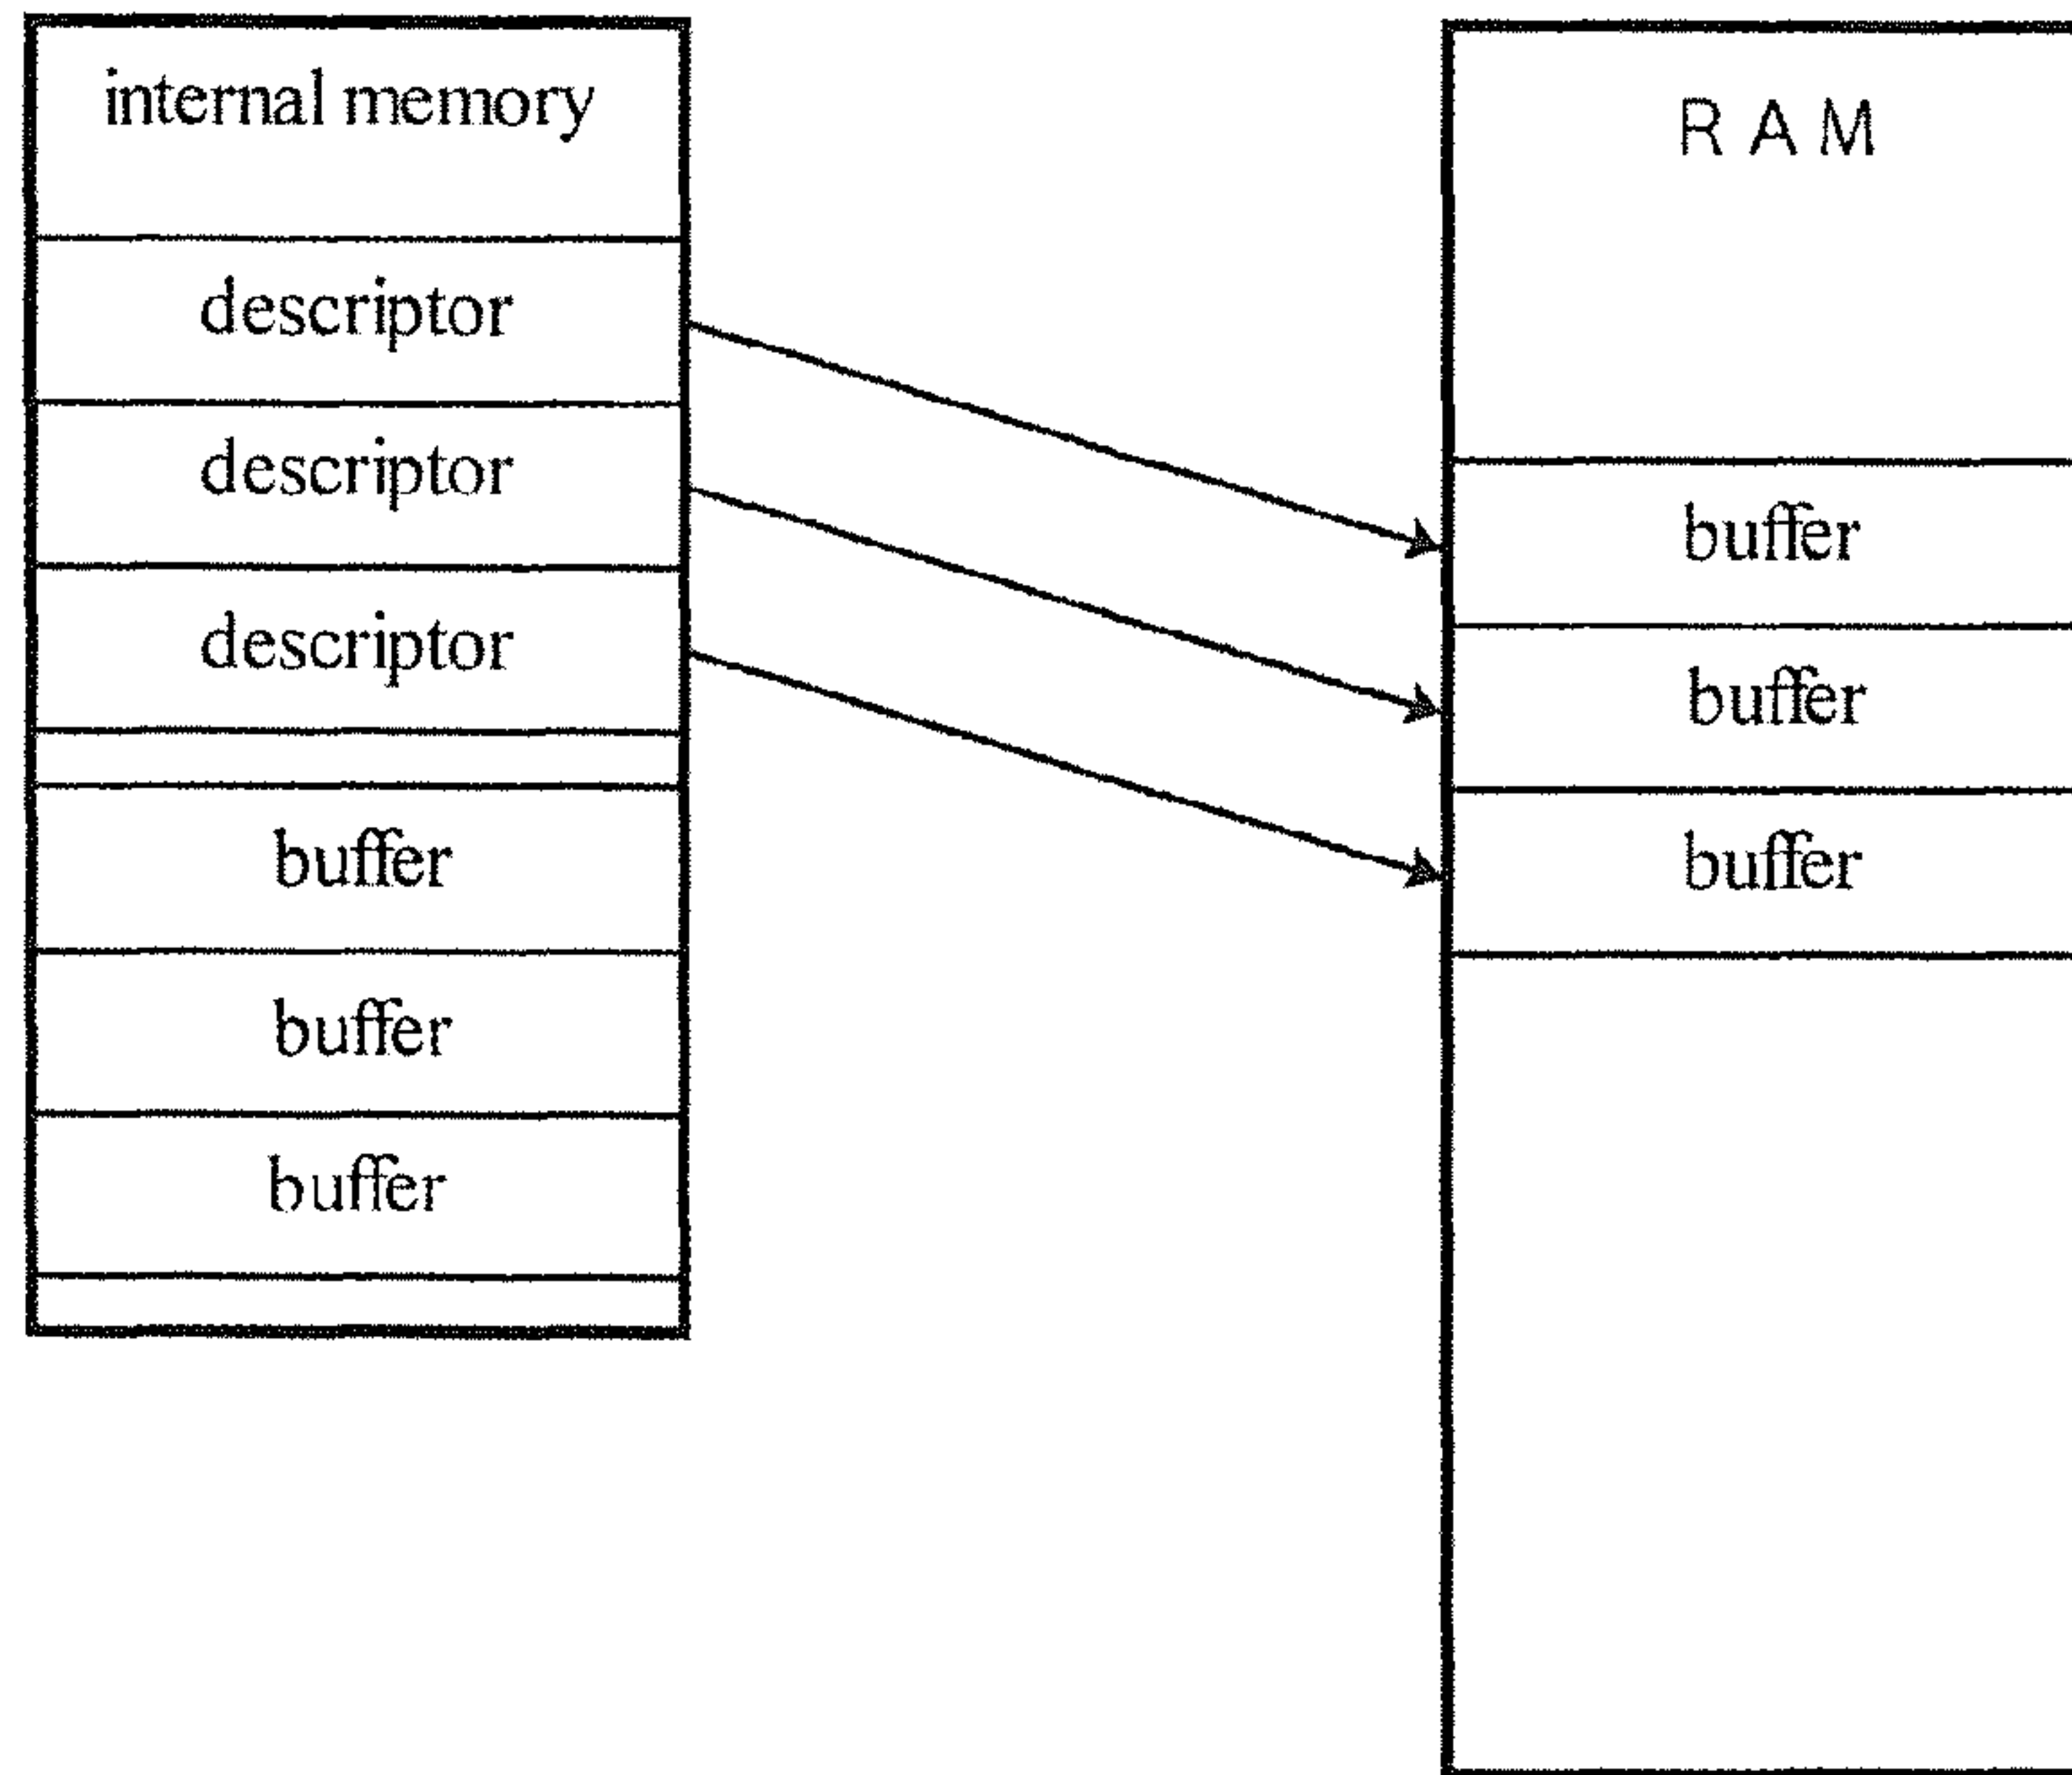 internal memory
descriptor
descriptor
descriptor
buffer
buffer
buffer
R A M
buffer
buffer
buffer